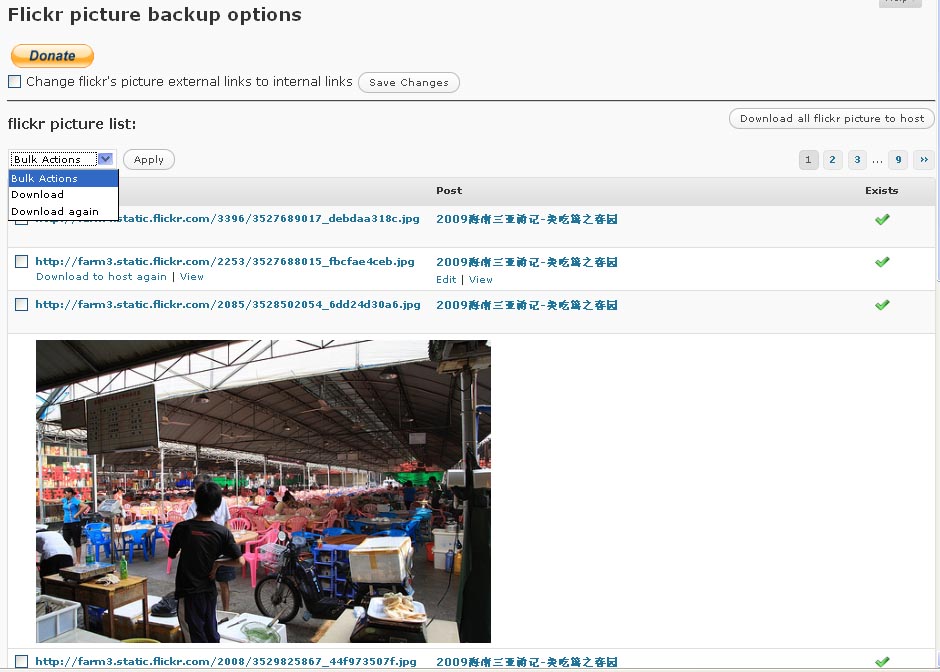 Flickr picture backup options
Donate
Change flickr's picture external links to internal links Save Changes
flickr picture list:
Download all flickr picture to host
Bulk Actions Apply 1 2 3 ... 9 »
Bulk Actions
Download
Download again
Post Exists
static.flickr.com/3396/3527689017_debdaa318c.jpg 2009海南三亚游记-美吃篇之春园
http://farm3.static.flickr.com/2253/3527688015_fbcfae4ceb.jpg 2009海南三亚游记-美吃篇之春园
Download to host again | View Edit | View
http://farm3.static.flickr.com/2085/3528502054_6dd24d30a6.jpg 2009海南三亚游记-美吃篇之春园
http://farm3.static.flickr.com/2008/3529825867_44f973507f.jpg 2009海南三亚游记-美吃篇之春园